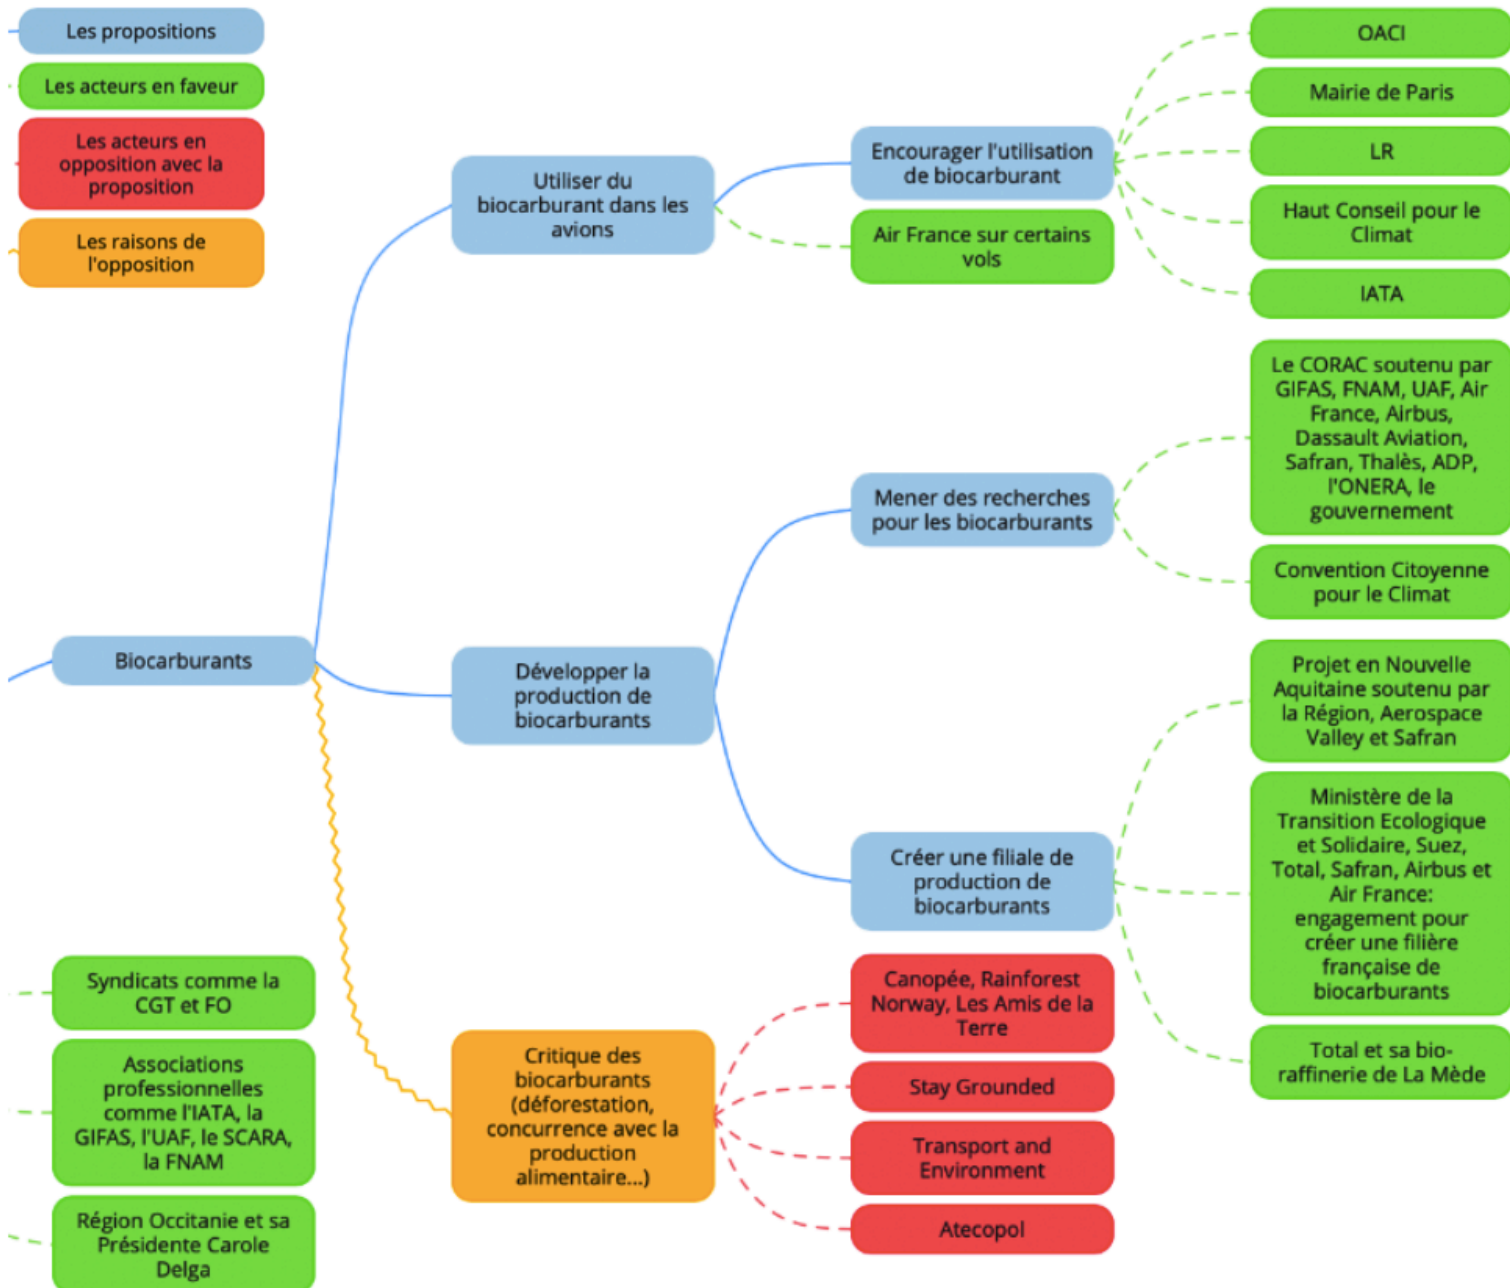 Les propositions
Les acteurs en faveur
Les acteurs en
opposition avec la
proposition
Les raisons de
l'opposition
Utiliser du
biocarburant dans les
avions
Encourager l'utilisation
de biocarburant
Air France sur certains
vols
OACI
Mairie de Paris
LR
Haut Conseil pour le
Climat
IATA
Biocarburants
Développer la
production de
biocarburants
Mener des recherches
pour les biocarburants
Le CORAC soutenu par
GIFAS, FNAM, UAF, Air
France, Airbus,
Dassault Aviation,
Safran, Thalès, ADP,
l'ONERA, le
gouvernement
Convention Citoyenne
pour le Climat
Créer une filiale de
production de
biocarburants
Projet en Nouvelle
Aquitaine soutenu par
la Région, Aerospace
Valley et Safran
Ministère de la
Transition Ecologique
et Solidaire, Suez,
Total, Safran, Airbus et
Air France:
engagement pour
créer une filière
française de
biocarburants
Total et sa bio-
raffinerie de La Mède
Critique des
biocarburants
(déforestation,
concurrence avec la
production
alimentaire...)
Canopée, Rainforest
Norway, Les Amis de la
Terre
Stay Grounded
Transport and
Environment
Atecopol
Syndicats comme la
CGT et FO
Associations
professionnelles
comme l'IATA, la
GIFAS, l'UAF, le SCARA,
la FNAM
Région Occitanie et sa
Présidente Carole
Delga